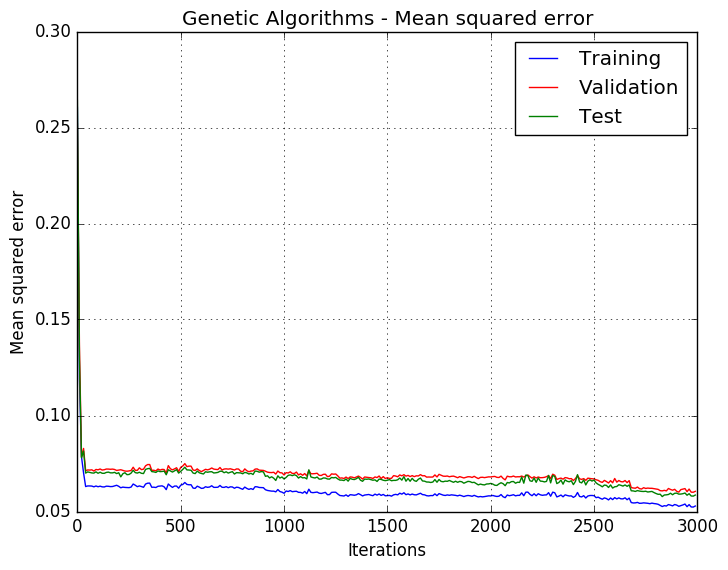 Genetic Algorithms - Mean squared error
0.30
0.25
0.20
0.15
0.10
0.05
Mean squared error
Training
Validation
Test
0
500
1000
1500
2000
2500
3000
Iterations